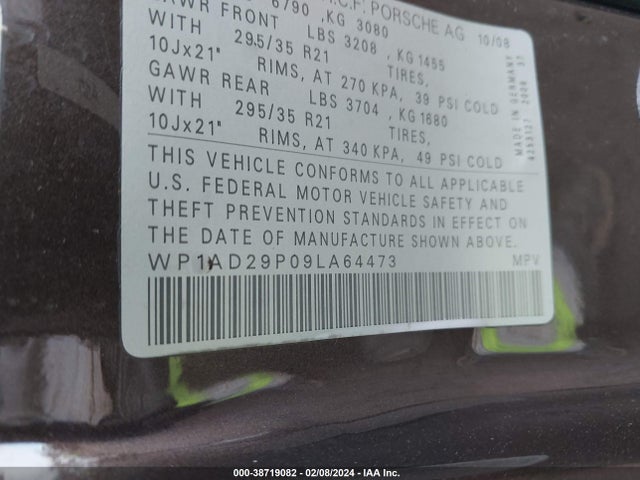 .C.F. PORSCHE AG 10/08
6790 ,KG 3080
GAWR FRONT LBS 3208 , KG 1455
WITH 295/35 R21 TIRES,
10Jx21" RIMS, AT 270 KPA, 39 PSI COLD
GAWR REAR LBS 3704 , KG 1680
WITH 295/35 R21 TIRES,
10Jx21" RIMS, AT 340 KPA, 49 PSI COLD
THIS VEHICLE CONFORMS TO ALL APPLICABLE
U.S. FEDERAL MOTOR VEHICLE SAFETY AND
THEFT PREVENTION STANDARDS IN EFFECT ON
THE DATE OF MANUFACTURE SHOWN ABOVE.
WP1AD29P09LA64473 MPV
MADE IN GERMANY
4253127 2008 37
000-38719082 - 02/08/2024 - IAA Inc.